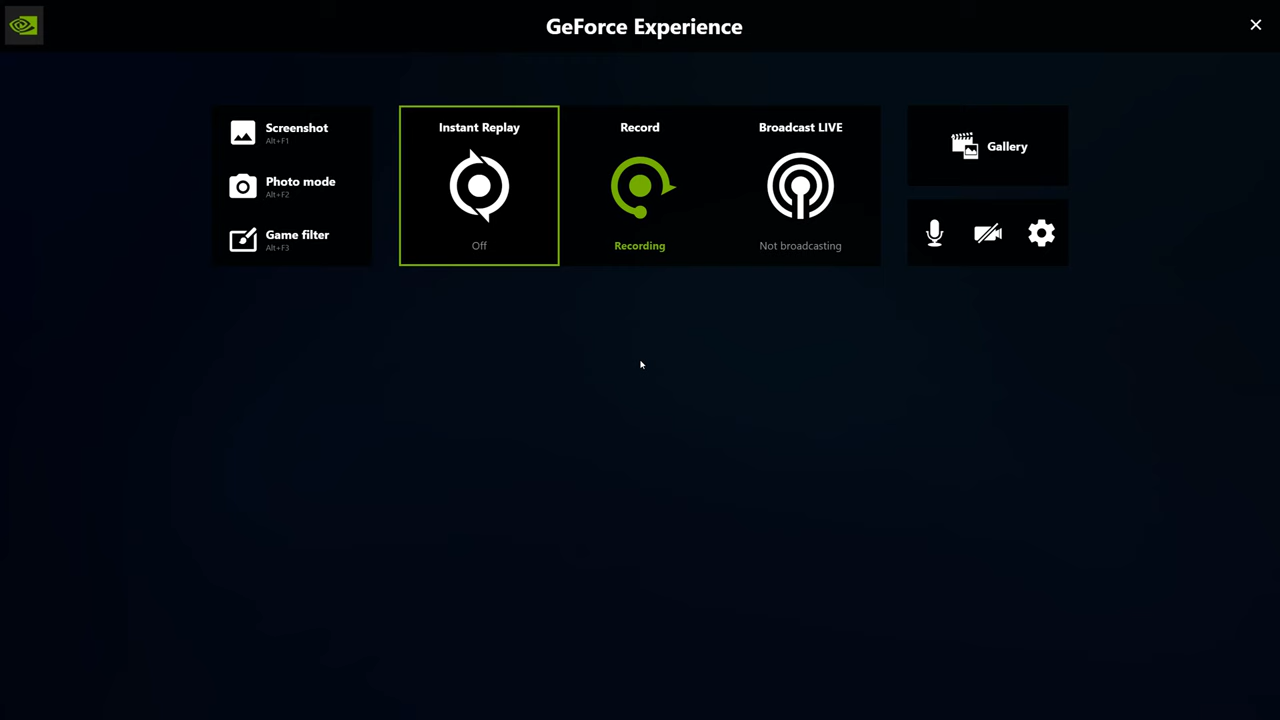 GeForce Experience
Screenshot
Alt+F1
Photo mode
Alt+F2
Game filter
Alt+F3
Instant Replay
Off
Record
Recording
Broadcast LIVE
Not broadcasting
Gallery